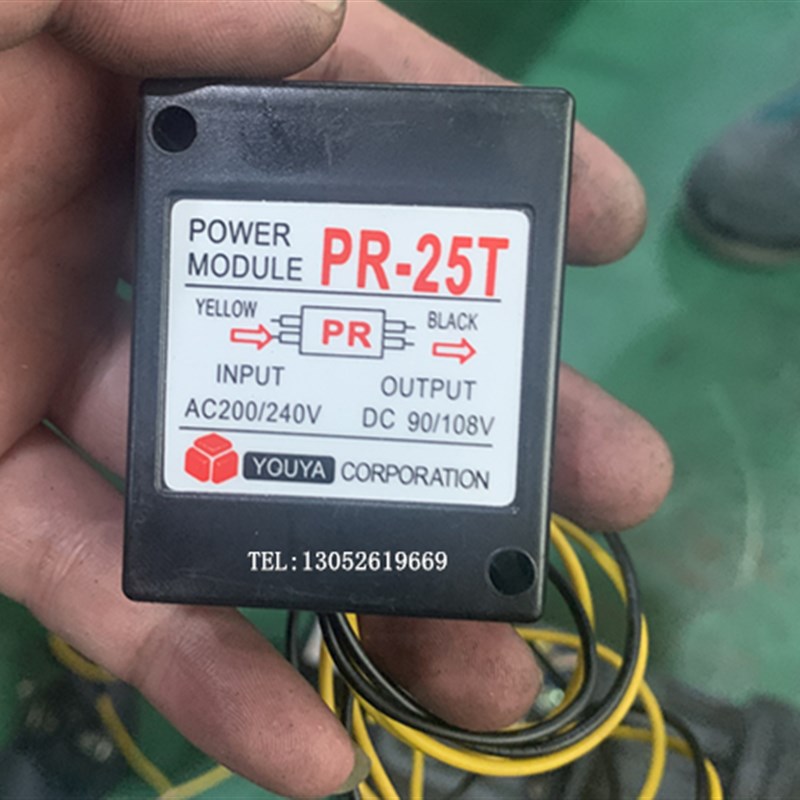 POWER MODULE PR-25T
YELLOW PR BLACK
INPUT OUTPUT
AC200/240V DC 90/108V
YOUYA CORPORATION
TEL:13052619669